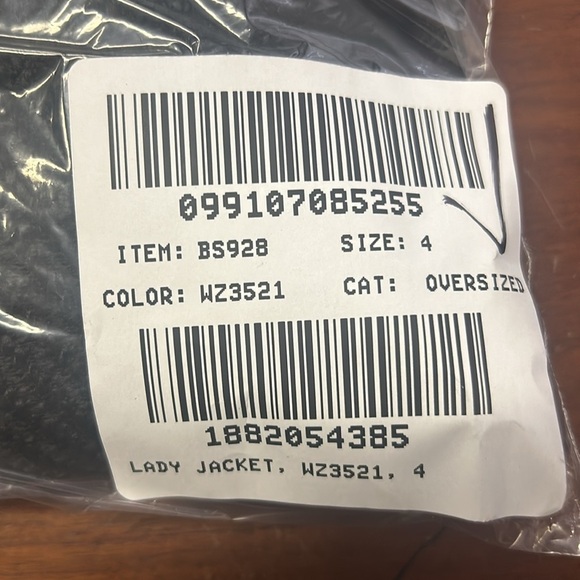 099107085255
ITEM: BS928 SIZE: 4
COLOR: WZ3521 CAT: OVERSIZED
1882054385
LADY JACKET, WZ3521, 4